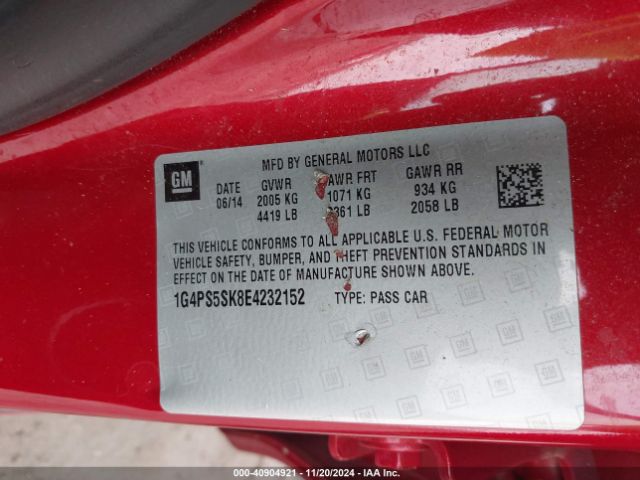 MFD BY GENERAL MOTORS LLC
GM DATE GVWR GAWR FRT GAWR RR
06/14 2005 KG 1071 KG 934 KG
4419 LB 2361 LB 2058 LB
THIS VEHICLE CONFORMS TO ALL APPLICABLE U.S. FEDERAL MOTOR
VEHICLE SAFETY, BUMPER, AND THEFT PREVENTION STANDARDS IN
EFFECT ON THE DATE OF MANUFACTURE SHOWN ABOVE.
1G4PS5SK8E4232152 TYPE: PASS CAR
000-40904921 - 11/20/2024 - IAA Inc.